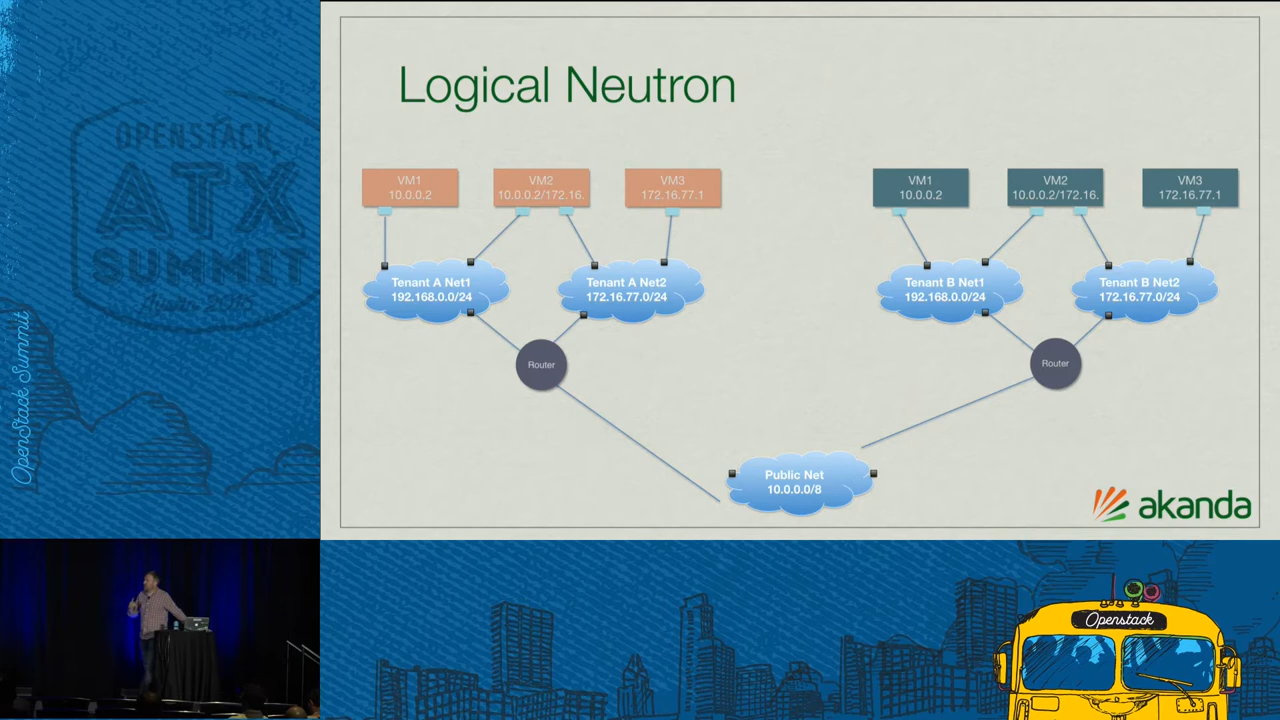 OPENSTACK
ATX
SUMMIT
OpenStack Summit
Logical Neutron
VM1
10.0.0.2
VM2
10.0.0.2/172.16.
VM3
172.16.77.1
VM1
10.0.0.2
VM2
10.0.0.2/172.16.
VM3
172.16.77.1
Tenant A Net1
192.168.0.0/24
Tenant A Net2
172.16.77.0/24
Tenant B Net1
192.168.0.0/24
Tenant B Net2
172.16.77.0/24
Router
Router
Public Net
10.0.0.0/8
akanda
Openstack